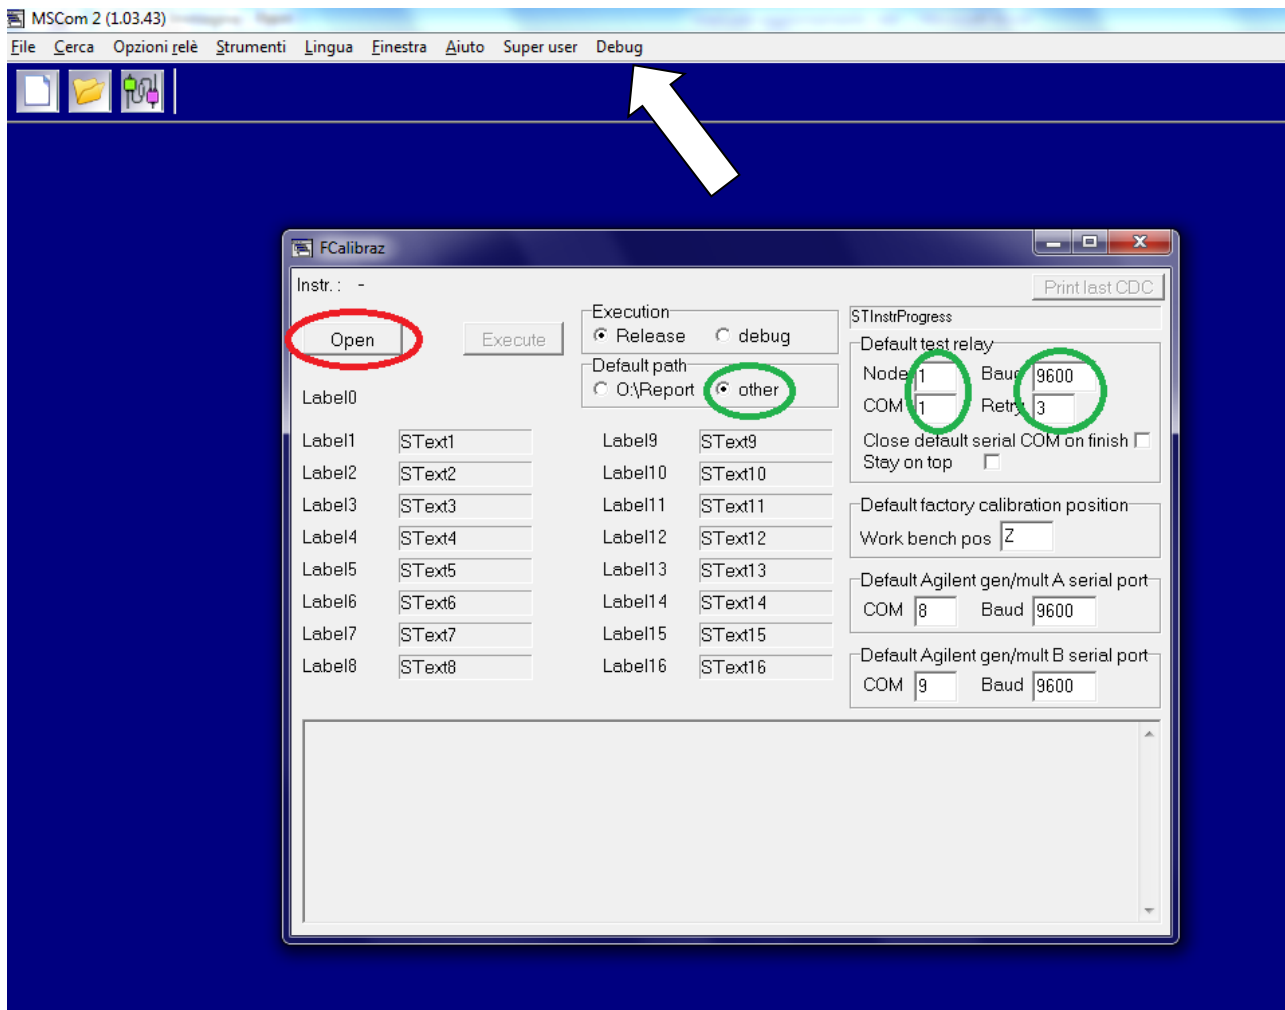 MSCom 2 (1.03.43)
File Cerca Opzioni relè Strumenti Lingua Finestra Aiuto Super user Debug
FCalibraz
Instr. : -
Print last CDC
Open
Execute
Execution
Release debug
Default path
O:\Report other
STInstrProgress
Default test relay
Node 1 Baud 9600
COM 1 Retry 3
Close default serial COM on finish
Stay on top
Label0
Label1 SText1 Label9 SText9
Label2 SText2 Label10 SText10
Label3 SText3 Label11 SText11
Label4 SText4 Label12 SText12
Label5 SText5 Label13 SText13
Label6 SText6 Label14 SText14
Label7 SText7 Label15 SText15
Label8 SText8 Label16 SText16
Default factory calibration position
Work bench pos Z
Default Agilent gen/mult A serial port
COM 8 Baud 9600
Default Agilent gen/mult B serial port
COM 9 Baud 9600